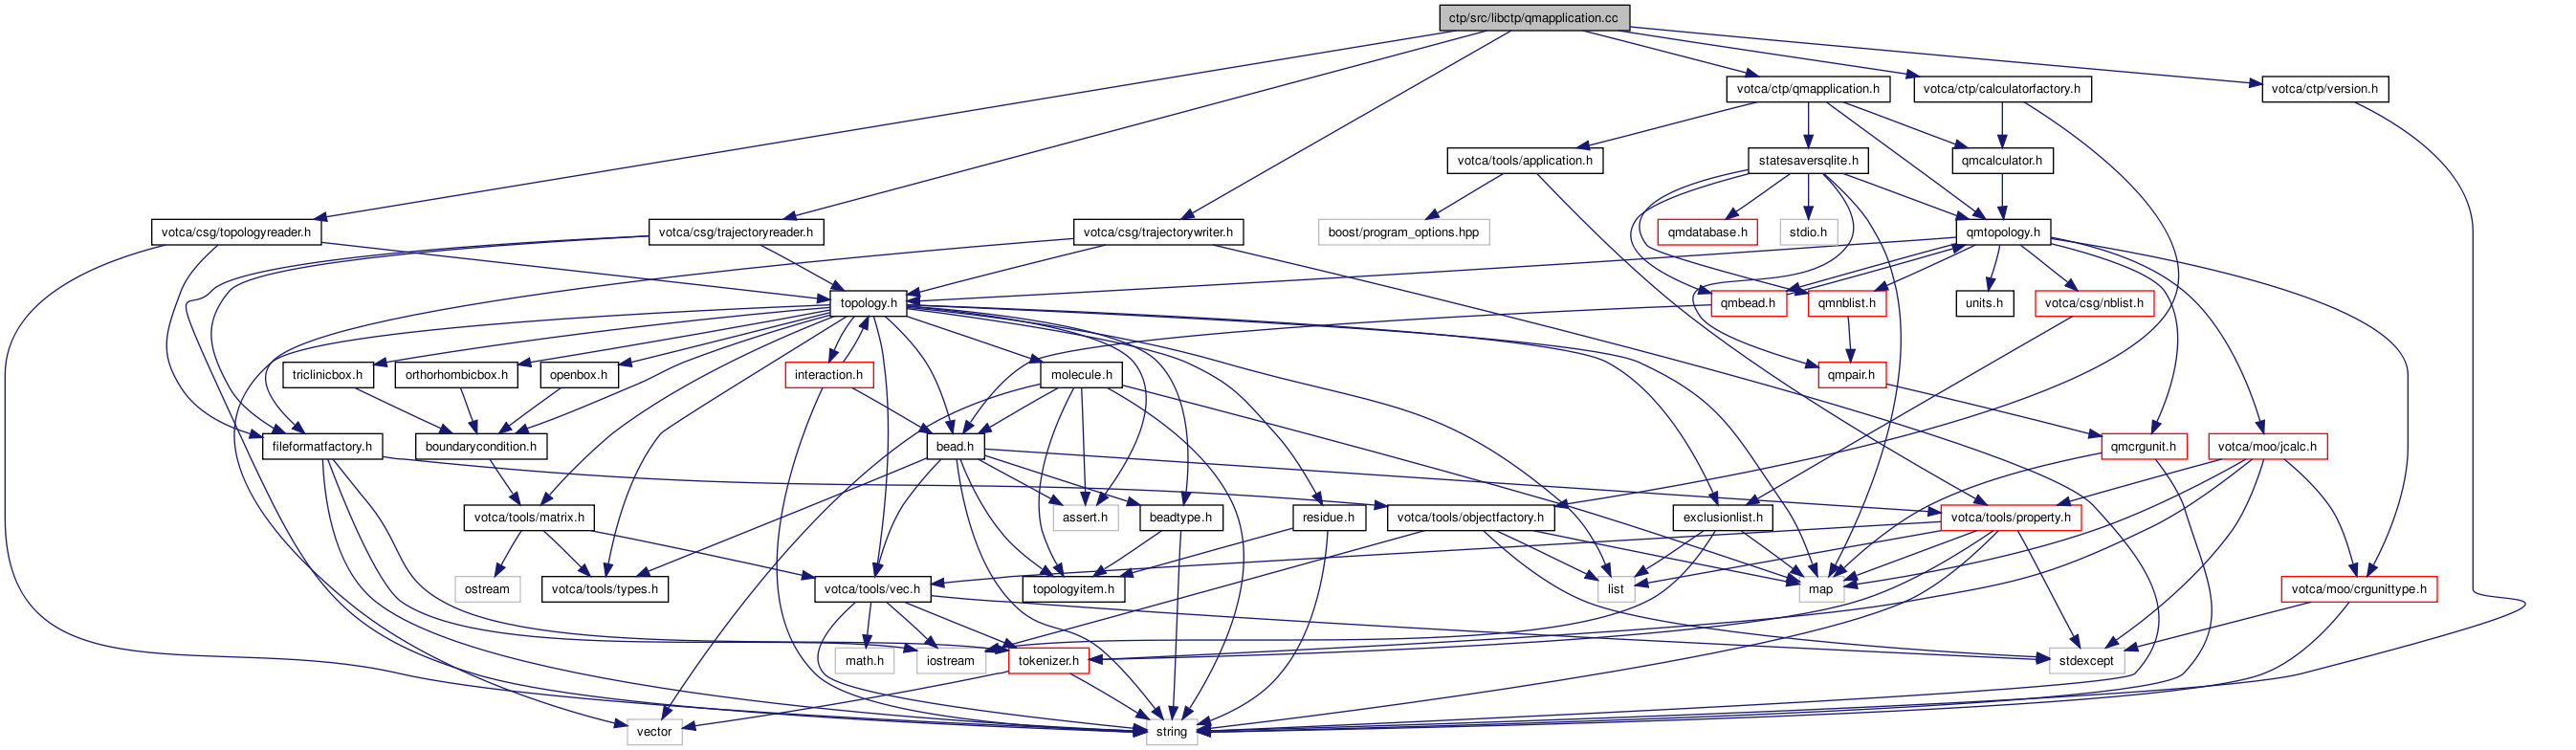 ctp/src/libctp/qmapplication.cc
votca/ctp/qmapplication.h
votca/ctp/calculatorfactory.h
votca/ctp/version.h
votca/tools/application.h
statesaversqlite.h
qmcalculator.h
votca/csg/topologyreader.h
votca/csg/trajectoryreader.h
votca/csg/trajectorywriter.h
boost/program_options.hpp
qmdatabase.h
stdio.h
qmtopology.h
topology.h
qmbead.h
qmnblist.h
units.h
votca/csg/nblist.h
triclinicbox.h
orthorhombicbox.h
openbox.h
interaction.h
molecule.h
qmpair.h
fileformatfactory.h
boundarycondition.h
bead.h
qmcrgunit.h
votca/moo/jcalc.h
votca/tools/matrix.h
assert.h
beadtype.h
residue.h
votca/tools/objectfactory.h
exclusionlist.h
votca/tools/property.h
ostream
votca/tools/types.h
votca/tools/vec.h
topologyitem.h
list
map
votca/moo/crgunittype.h
math.h
iostream
tokenizer.h
stdexcept
vector
string